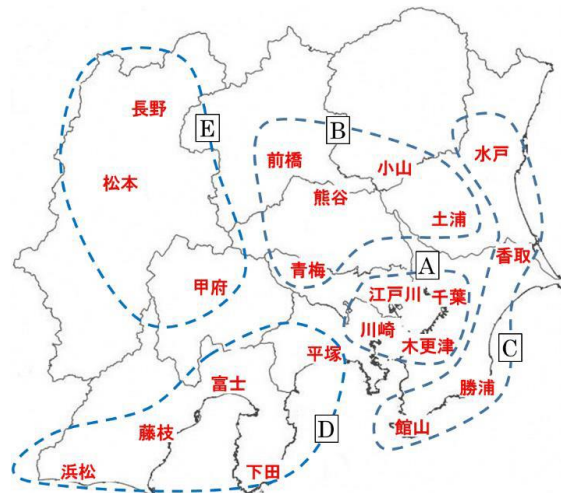 長野
E
B
水戸
前橋
小山
松本
熊谷
土浦
香取
青梅
A
甲府
江戸川
千葉
川崎
木更津
平塚
C
富士
勝浦
藤枝
D
館山
浜松
下田